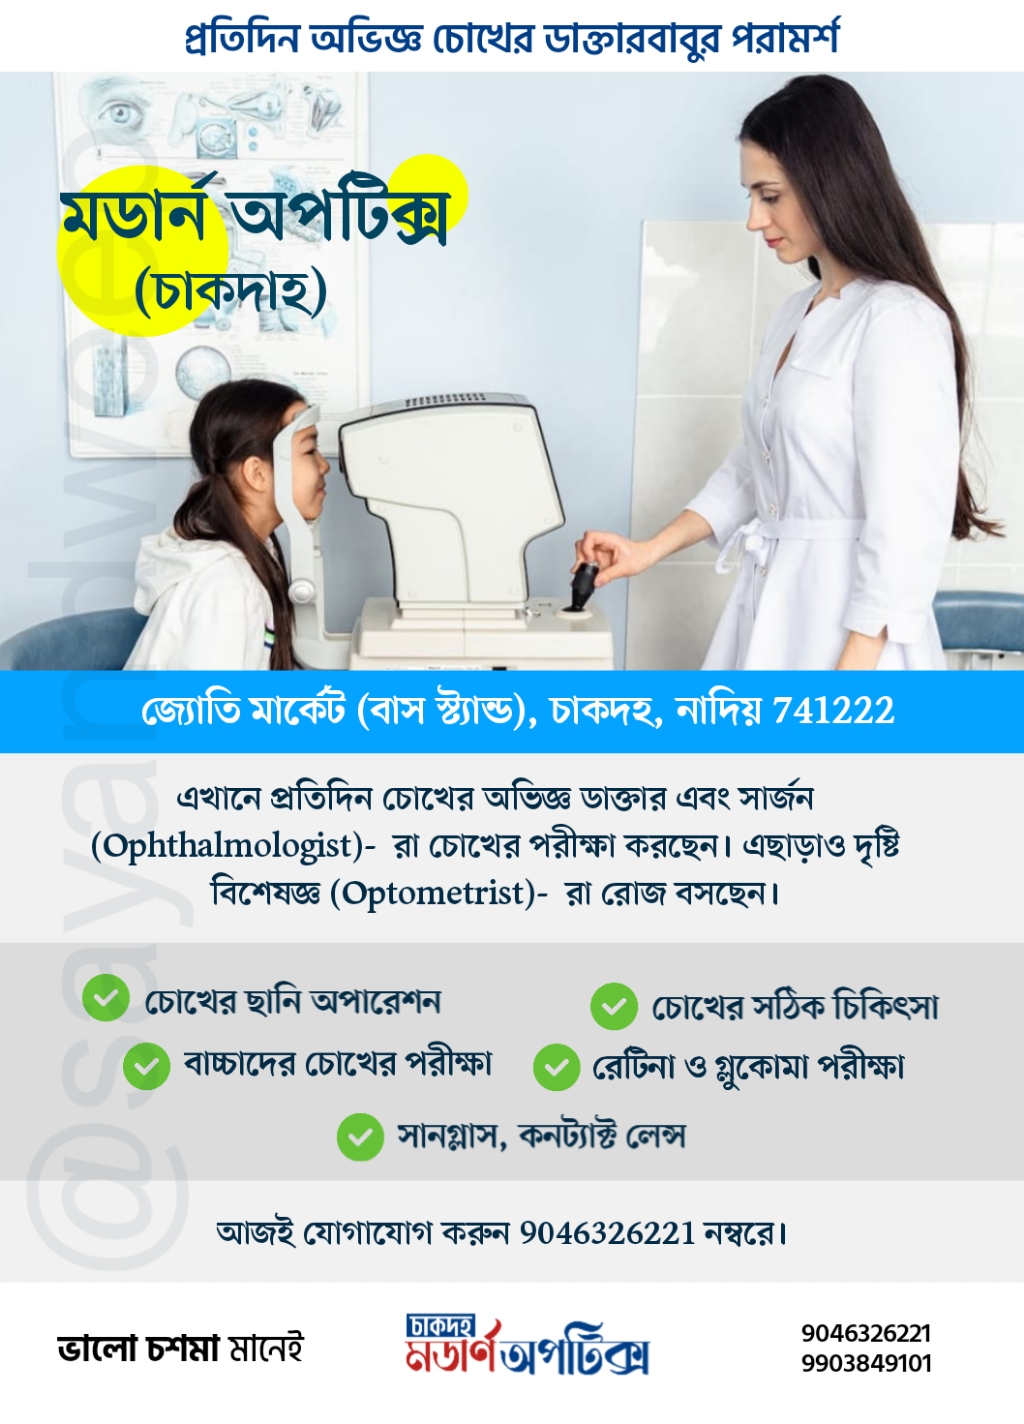 প্রতিদিন অভিজ্ঞ চোখের ডাক্তারবাবুর পরামর্শ
মডার্ন অপটিক্স
(চাকদাহ)
জ্যোতি মার্কেট (বাস স্ট্যান্ড), চাকদহ, নাদিয় 741222
এখানে প্রতিদিন চোখের অভিজ্ঞ ডাক্তার এবং সার্জন
(Ophthalmologist)- রা চোখের পরীক্ষা করছেন। এছাড়াও দৃষ্টি
বিশেষজ্ঞ (Optometrist)- রা রোজ বসছেন।
চোখের ছানি অপারেশন
চোখের সঠিক চিকিৎসা
বাচ্চাদের চোখের পরীক্ষা
রেটিনা ও গ্লুকোমা পরীক্ষা
সানগ্লাস, কনট্যাক্ট লেন্স
আজই যোগাযোগ করুন 9046326221 নম্বরে।
ভালো চশমা মানেই
চাকদহ
মডার্ণ অপটিক্স
9046326221
9903849101
@sayandweep